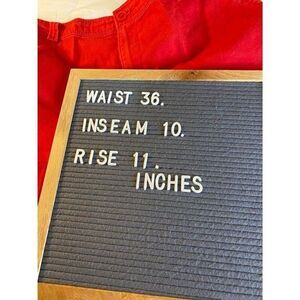 WAIST 36.
INSEAM 10.
RISE 11.
INCHES